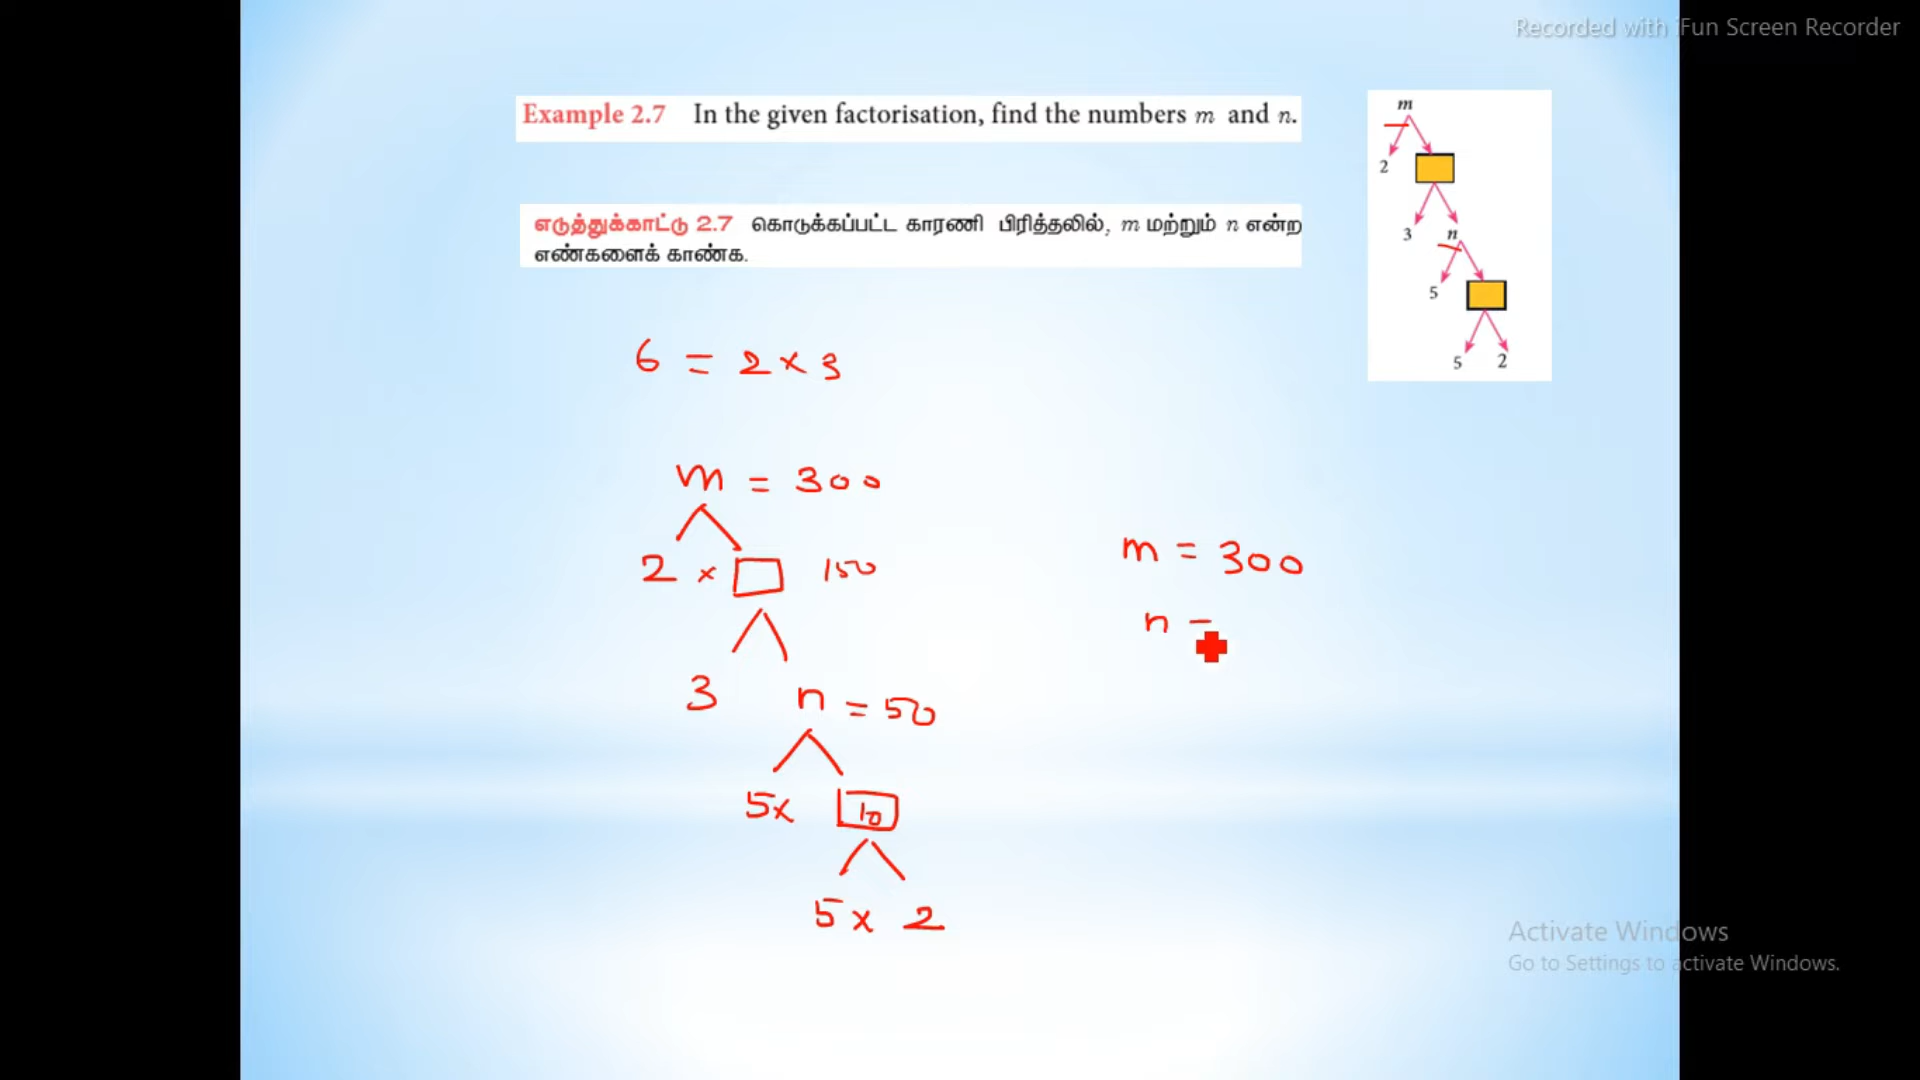 Recorded with iFun Screen Recorder
Example 2.7 In the given factorisation, find the numbers m and n.
எடுத்துக்காட்டு 2.7 கொடுக்கப்பட்ட காரணி பிரித்தலில், m மற்றும் n என்ற
எண்களைக் காண்க.
m
2
3 n
5
5 2
6 = 2 × 3
m = 300
2 × 150
3 n = 50
5 × 10
5 × 2
m = 300
n =
Activate Windows
Go to Settings to activate Windows.